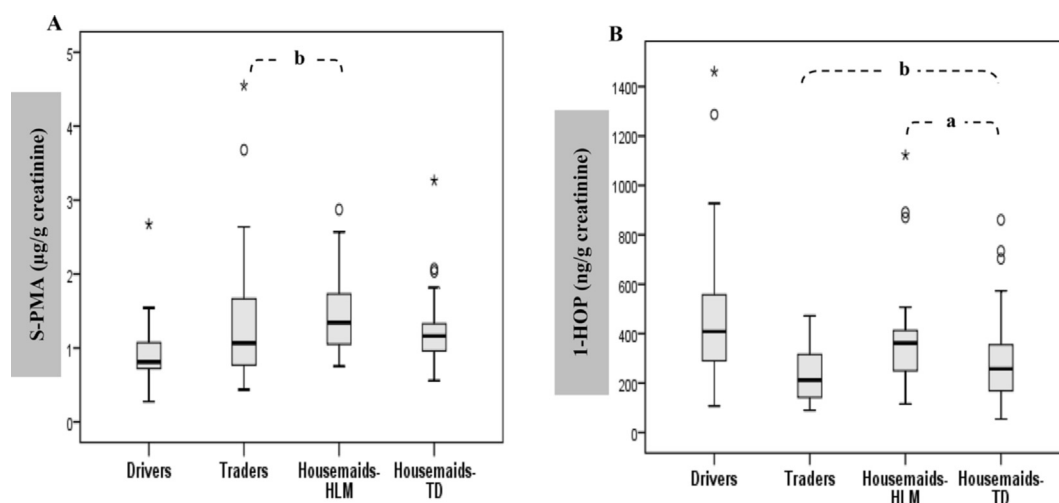 A
S-PMA (µg/g creatinine)
5
4
3
2
1
0
b
Drivers
Traders
Housemaids-
HLM
Housemaids-
TD
B
1-HOP (ng/g creatinine)
1400
1200
1000
800
600
400
200
0
b
a
Drivers
Traders
Housemaids-
HLM
Housemaids-
TD